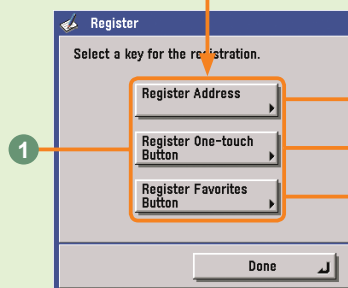 Register
Select a key for the registration.
Register Address
1
Register One-touch
Button
Register Favorites
Button
Done